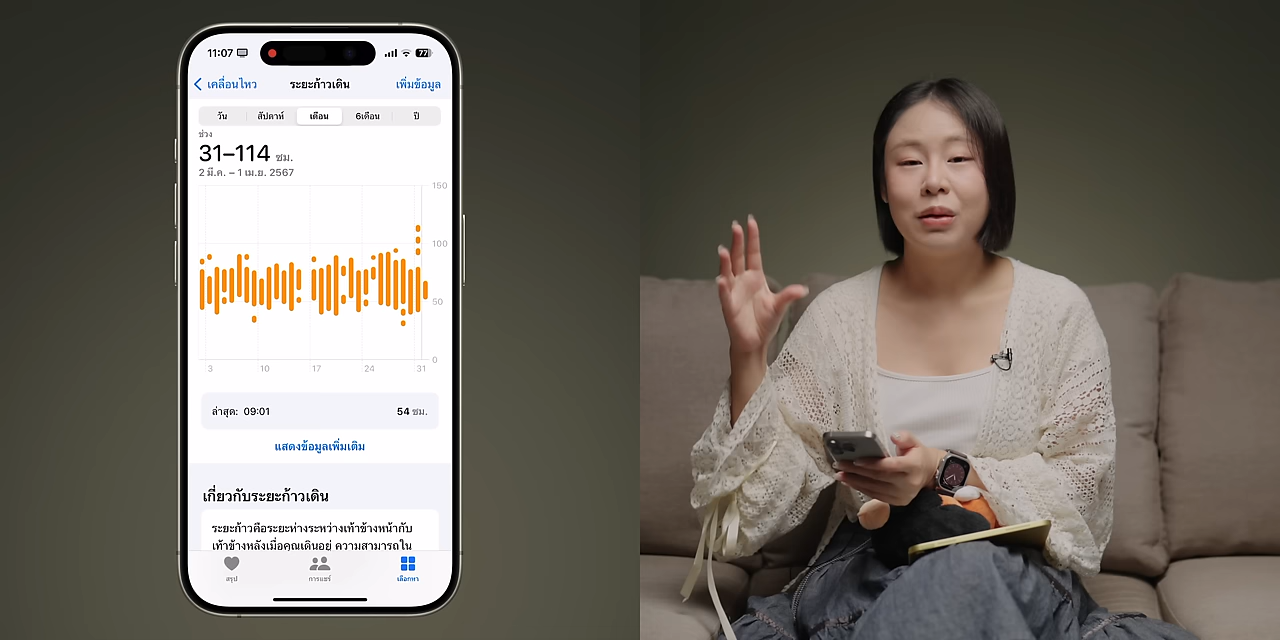 11:07
77
เคลื่อนไหว
ระยะก้าวเดิน
เพิ่มข้อมูล
วัน
สัปดาห์
เดือน
6เดือน
ปี
ช่วง
31–114 ซม.
2 มี.ค. – 1 เม.ย. 2567
150
100
50
0
3
10
17
24
31
ล่าสุด: 09:01
54 ซม.
แสดงข้อมูลเพิ่มเติม
เกี่ยวกับระยะก้าวเดิน
ระยะก้าวคือระยะห่างระหว่างเท้าข้างหน้ากับ
เท้าข้างหลังเมื่อคุณเดินอยู่ ความสามารถใน
สรุป
การแชร์
เลือกหา